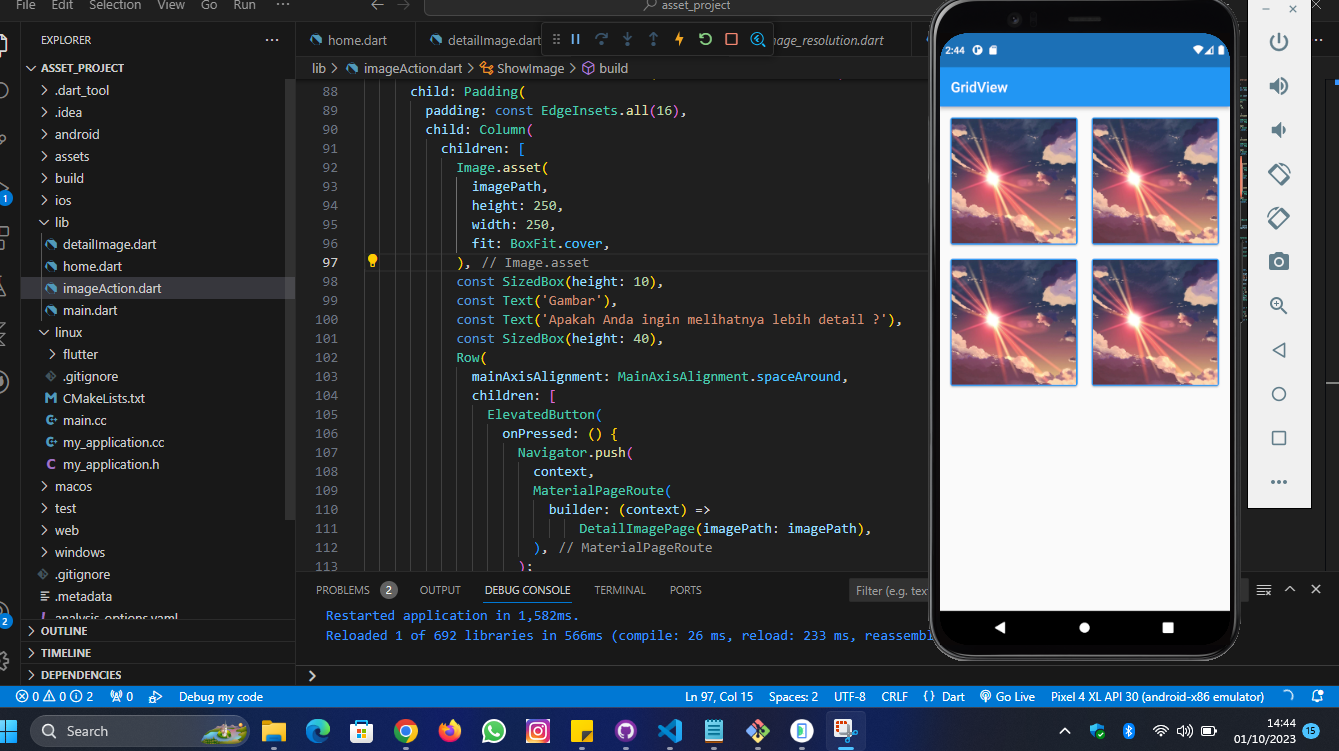 File Edit Selection View Go Run ···
asset_project
EXPLORER ···
ASSET_PROJECT
.dart_tool
.idea
android
assets
build
ios
lib
detailImage.dart
home.dart
imageAction.dart
main.dart
linux
flutter
.gitignore
CMakeLists.txt
main.cc
my_application.cc
my_application.h
macos
test
web
windows
.gitignore
.metadata
analysis_options.yaml
OUTLINE
TIMELINE
DEPENDENCIES
1
2
home.dart detailImage.dart mage_resolution.dart
lib > imageAction.dart > ShowImage > build
88 child: Padding(
89 padding: const EdgeInsets.all(16),
90 child: Column(
91 children: [
92 Image.asset(
93 imagePath,
94 height: 250,
95 width: 250,
96 fit: BoxFit.cover,
97 ), // Image.asset
98 const SizedBox(height: 10),
99 const Text('Gambar'),
100 const Text('Apakah Anda ingin melihatnya lebih detail ?'),
101 const SizedBox(height: 40),
102 Row(
103 mainAxisAlignment: MainAxisAlignment.spaceAround,
104 children: [
105 ElevatedButton(
106 onPressed: () {
107 Navigator.push(
108 context,
109 MaterialPageRoute(
110 builder: (context) =>
111 DetailImagePage(imagePath: imagePath),
112 ), // MaterialPageRoute
113 );
PROBLEMS 2 OUTPUT DEBUG CONSOLE TERMINAL PORTS Filter (e.g. tex
Restarted application in 1,582ms.
Reloaded 1 of 692 libraries in 566ms (compile: 26 ms, reload: 233 ms, reassembl
2:44
GridView
0 0 2 0 Debug my code Ln 97, Col 15 Spaces: 2 UTF-8 CRLF {} Dart Go Live Pixel 4 XL API 30 (android-x86 emulator)
Search
14:44
01/10/2023
15